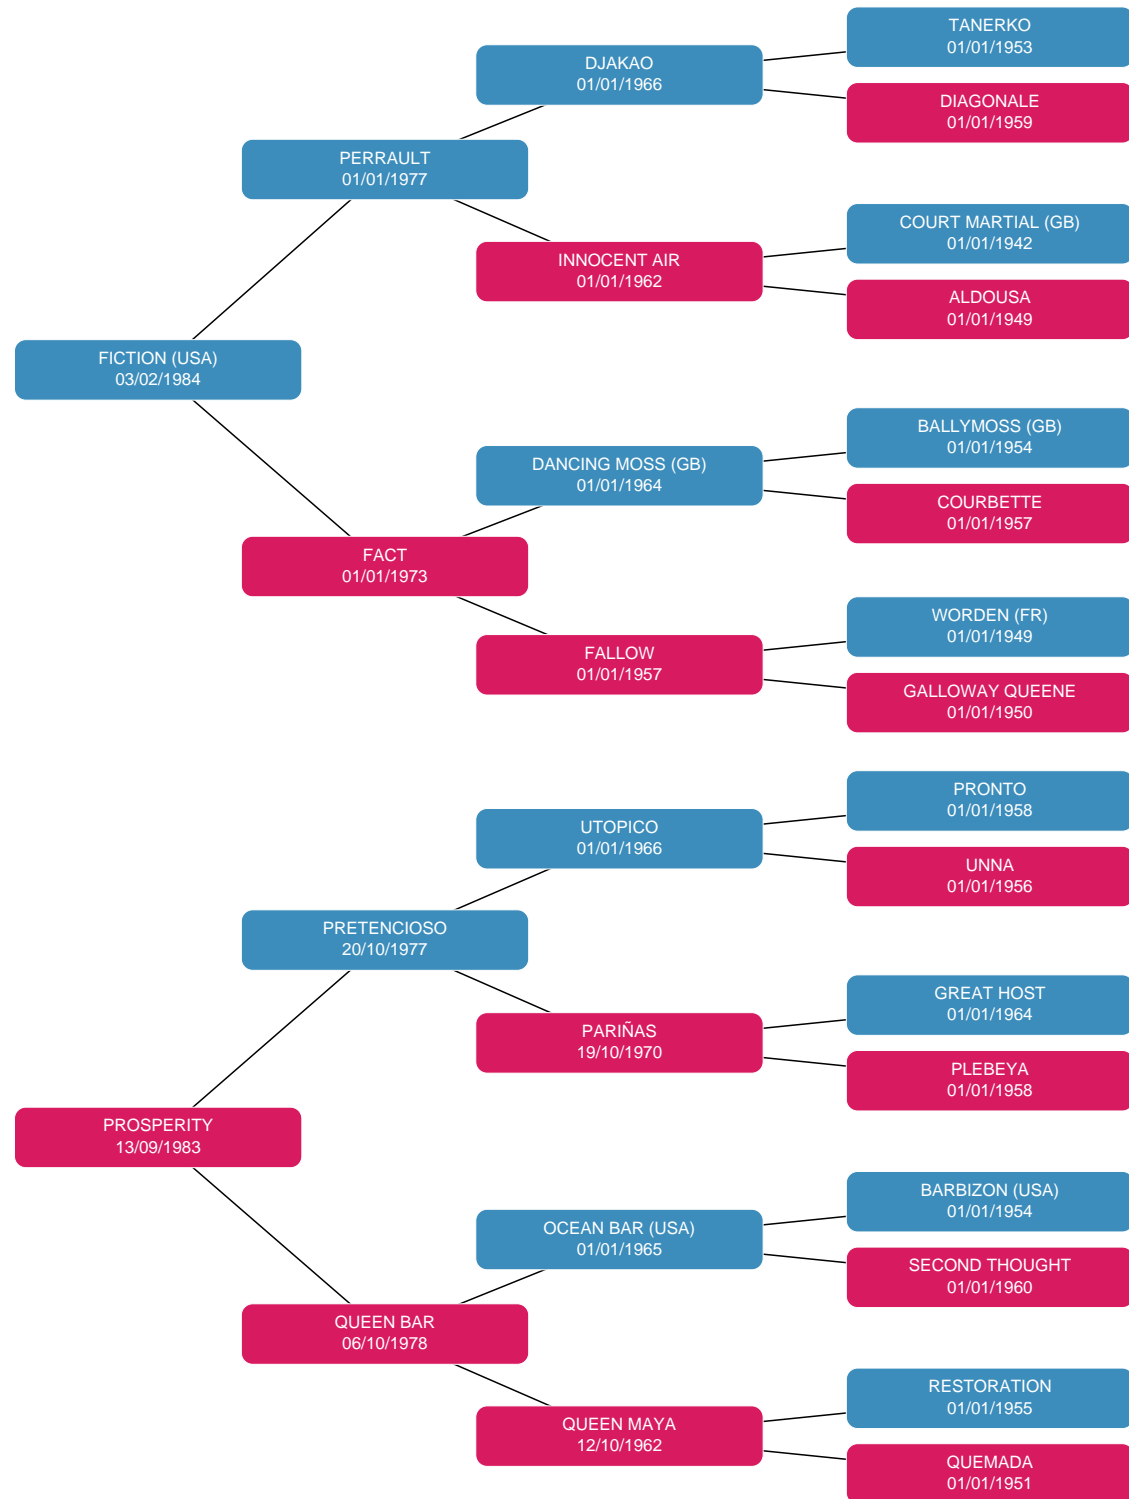 TANERKO
01/01/1953
DJAKAO
01/01/1966
DIAGONALE
01/01/1959
PERRAULT
01/01/1977
COURT MARTIAL (GB)
01/01/1942
INNOCENT AIR
01/01/1962
ALDOUSA
01/01/1949
FICTION (USA)
03/02/1984
BALLYMOSS (GB)
01/01/1954
DANCING MOSS (GB)
01/01/1964
COURBETTE
01/01/1957
FACT
01/01/1973
WORDEN (FR)
01/01/1949
FALLOW
01/01/1957
GALLOWAY QUEENE
01/01/1950
PRONTO
01/01/1958
UTOPICO
01/01/1966
UNNA
01/01/1956
PRETENCIOSO
20/10/1977
GREAT HOST
01/01/1964
PARIÑAS
19/10/1970
PLEBEYA
01/01/1958
PROSPERITY
13/09/1983
BARBIZON (USA)
01/01/1954
OCEAN BAR (USA)
01/01/1965
SECOND THOUGHT
01/01/1960
QUEEN BAR
06/10/1978
RESTORATION
01/01/1955
QUEEN MAYA
12/10/1962
QUEMADA
01/01/1951